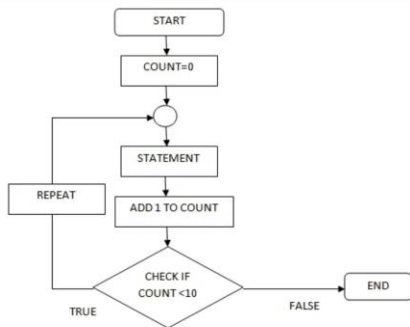 START
COUNT=0
STATEMENT
REPEAT
ADD 1 TO COUNT
CHECK IF
COUNT <10
END
TRUE
FALSE